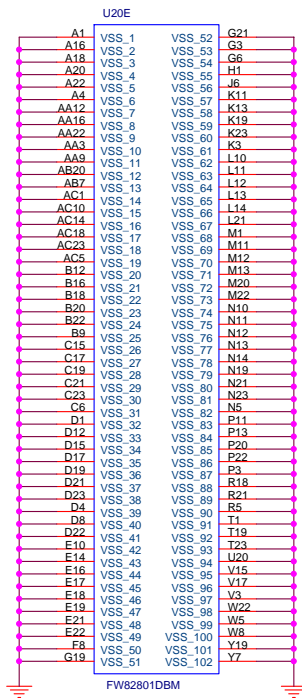 U20E
A1 VSS_1 VSS_52 G21
A16 VSS_2 VSS_53 G3
A18 VSS_3 VSS_54 G6
A20 VSS_4 VSS_55 H1
A22 VSS_5 VSS_56 J6
A4 VSS_6 VSS_57 K11
AA12 VSS_7 VSS_58 K13
AA16 VSS_8 VSS_59 K19
AA22 VSS_9 VSS_60 K23
AA3 VSS_10 VSS_61 K3
AA9 VSS_11 VSS_62 L10
AB20 VSS_12 VSS_63 L11
AB7 VSS_13 VSS_64 L12
AC1 VSS_14 VSS_65 L13
AC10 VSS_15 VSS_66 L14
AC14 VSS_16 VSS_67 L21
AC18 VSS_17 VSS_68 M1
AC23 VSS_18 VSS_69 M11
AC5 VSS_19 VSS_70 M12
B12 VSS_20 VSS_71 M13
B16 VSS_21 VSS_72 M20
B18 VSS_22 VSS_73 M22
B20 VSS_23 VSS_74 N10
B22 VSS_24 VSS_75 N11
B9 VSS_25 VSS_76 N12
C15 VSS_26 VSS_77 N13
C17 VSS_27 VSS_78 N14
C19 VSS_28 VSS_79 N19
C21 VSS_29 VSS_80 N21
C23 VSS_30 VSS_81 N23
C6 VSS_31 VSS_82 N5
D1 VSS_32 VSS_83 P11
D12 VSS_33 VSS_84 P13
D15 VSS_34 VSS_85 P20
D17 VSS_35 VSS_86 P22
D19 VSS_36 VSS_87 P3
D21 VSS_37 VSS_88 R18
D23 VSS_38 VSS_89 R21
D4 VSS_39 VSS_90 R5
D8 VSS_40 VSS_91 T1
D22 VSS_41 VSS_92 T19
E10 VSS_42 VSS_93 T23
E14 VSS_43 VSS_94 U20
E16 VSS_44 VSS_95 V15
E17 VSS_45 VSS_96 V17
E18 VSS_46 VSS_97 V3
E19 VSS_47 VSS_98 W22
E21 VSS_48 VSS_99 W5
E22 VSS_49 VSS_100 W8
F8 VSS_50 VSS_101 Y19
G19 VSS_51 VSS_102 Y7
FW82801DBM